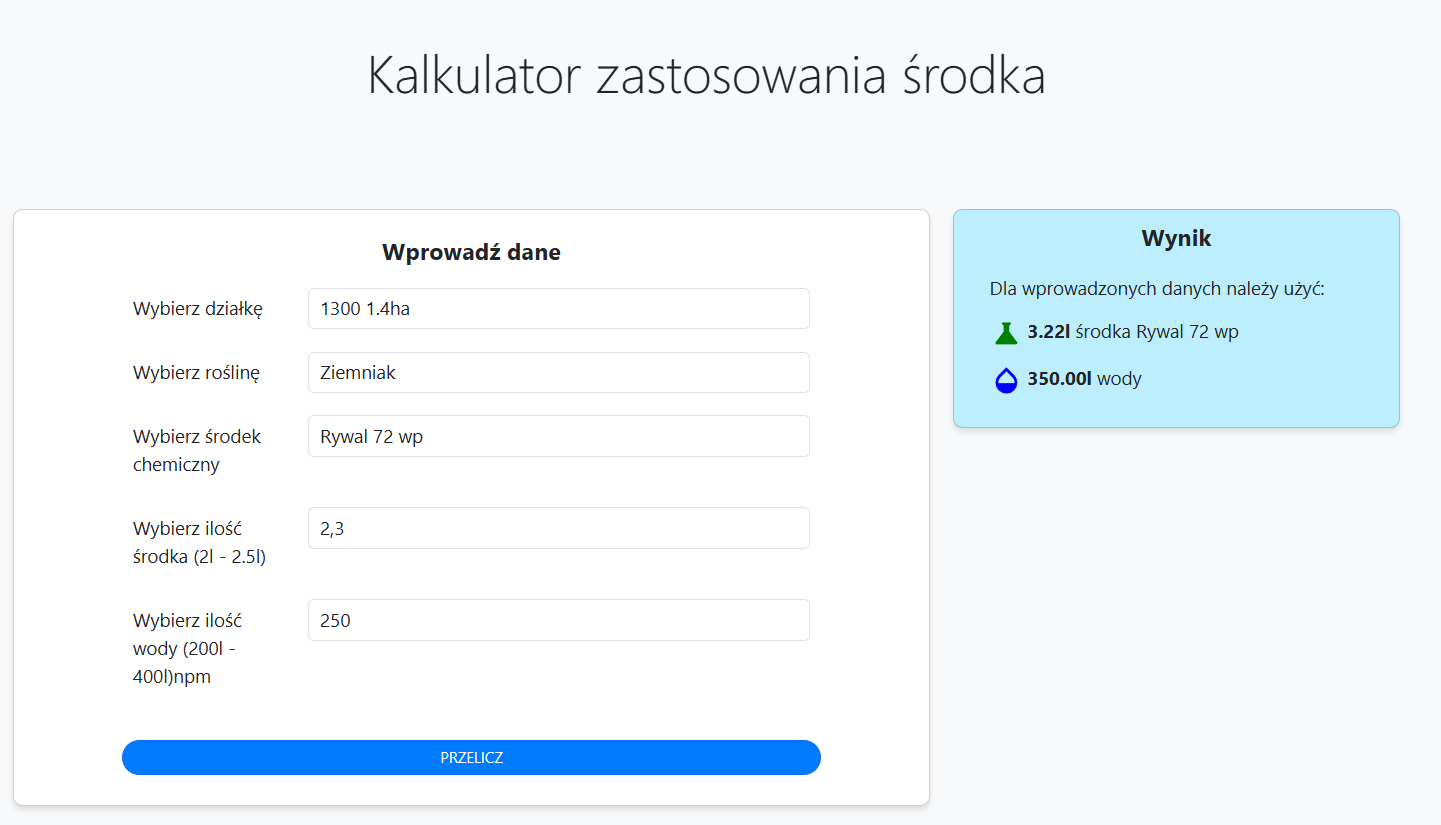 Kalkulator zastosowania środka
Wprowadź dane
Wybierz działkę
1300 1.4ha
Wybierz roślinę
Ziemniak
Wybierz środek
chemiczny
Rywal 72 wp
Wybierz ilość
środka (2l - 2.5l)
2,3
Wybierz ilość
wody (200l -
400l)npm
250
PRZELICZ
Wynik
Dla wprowadzonych danych należy użyć:
3.22l środka Rywal 72 wp
350.00l wody